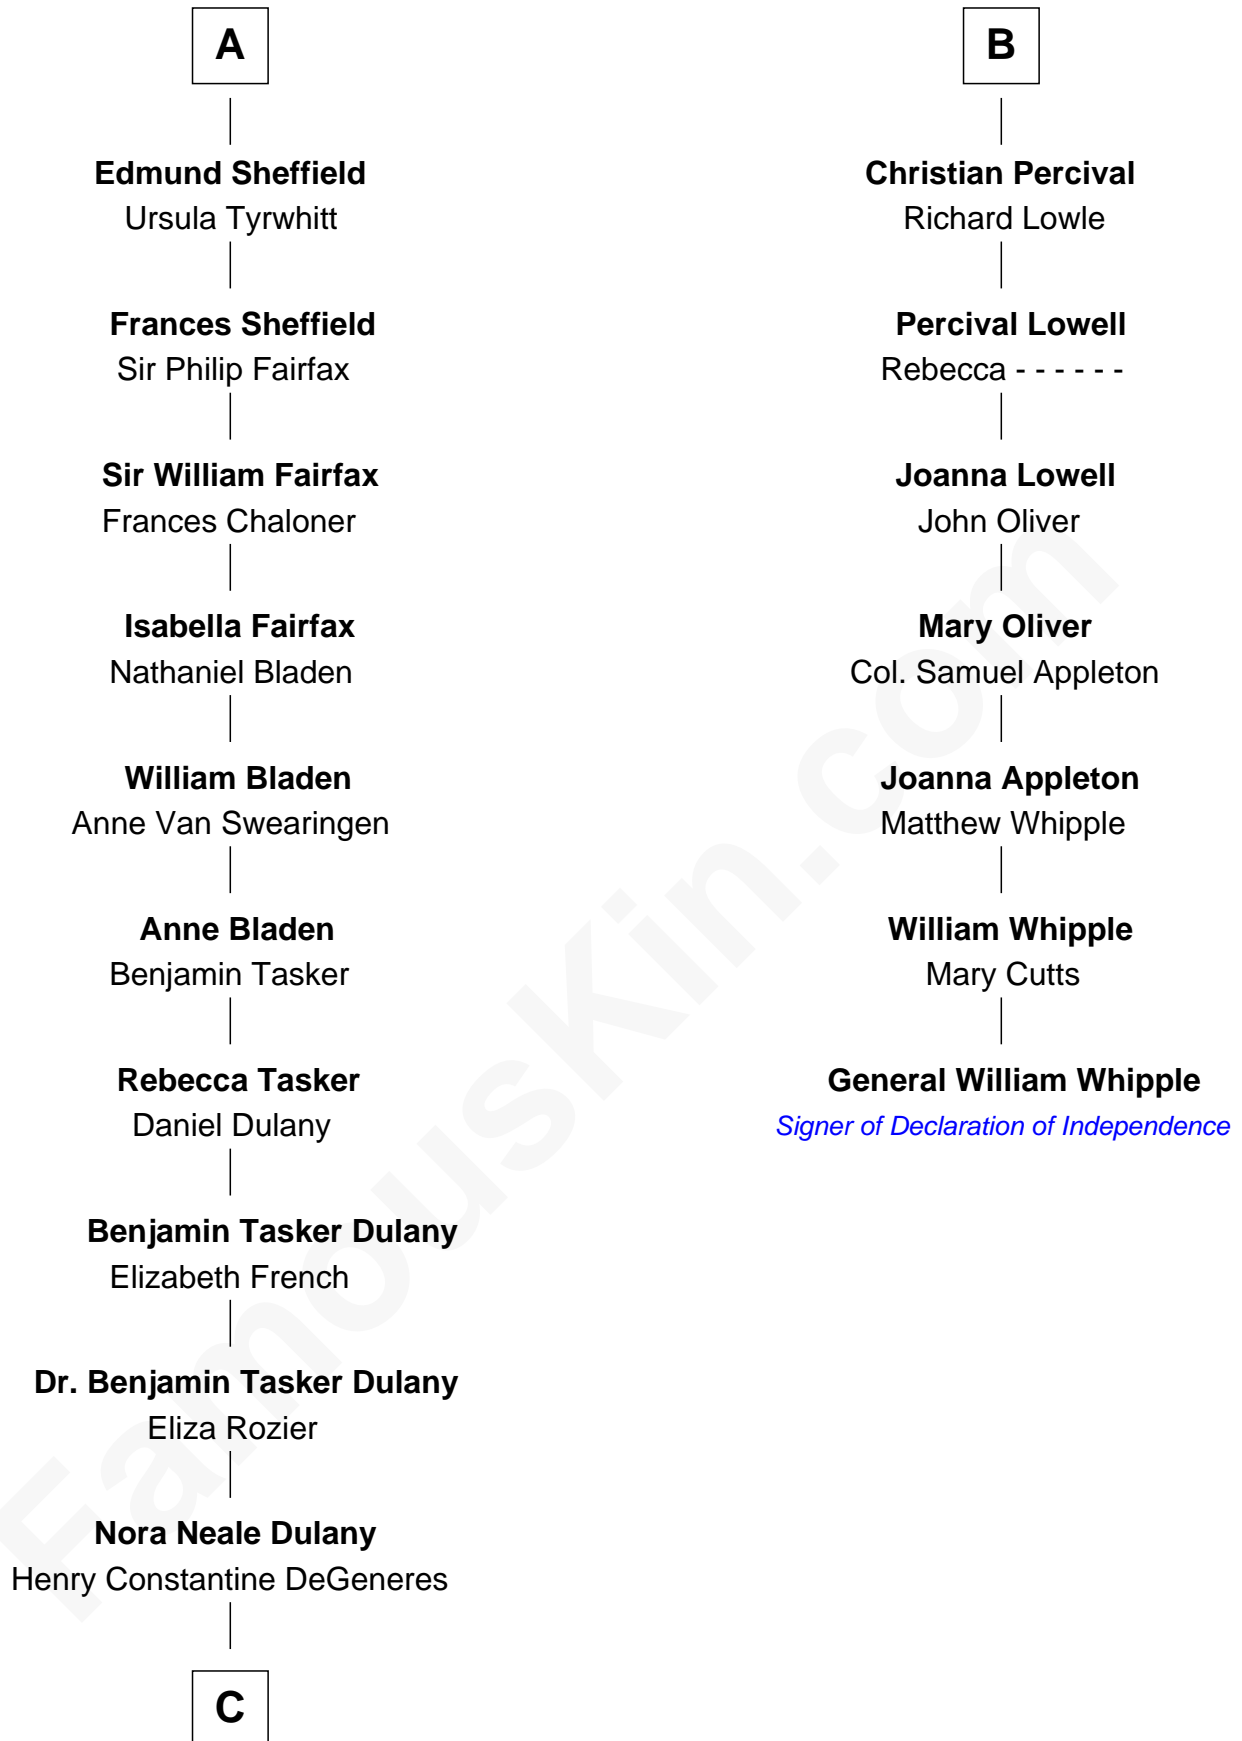 A
Edmund Sheffield
Ursula Tyrwhitt
Frances Sheffield
Sir Philip Fairfax
Sir William Fairfax
Frances Chaloner
Isabella Fairfax
Nathaniel Bladen
William Bladen
Anne Van Swearingen
Anne Bladen
Benjamin Tasker
Rebecca Tasker
Daniel Dulany
Benjamin Tasker Dulany
Elizabeth French
Dr. Benjamin Tasker Dulany
Eliza Rozier
Nora Neale Dulany
Henry Constantine DeGeneres
C
B
Christian Percival
Richard Lowle
Percival Lowell
Rebecca - - - - - -
Joanna Lowell
John Oliver
Mary Oliver
Col. Samuel Appleton
Joanna Appleton
Matthew Whipple
William Whipple
Mary Cutts
General William Whipple
Signer of Declaration of Independence
FamousKin.com